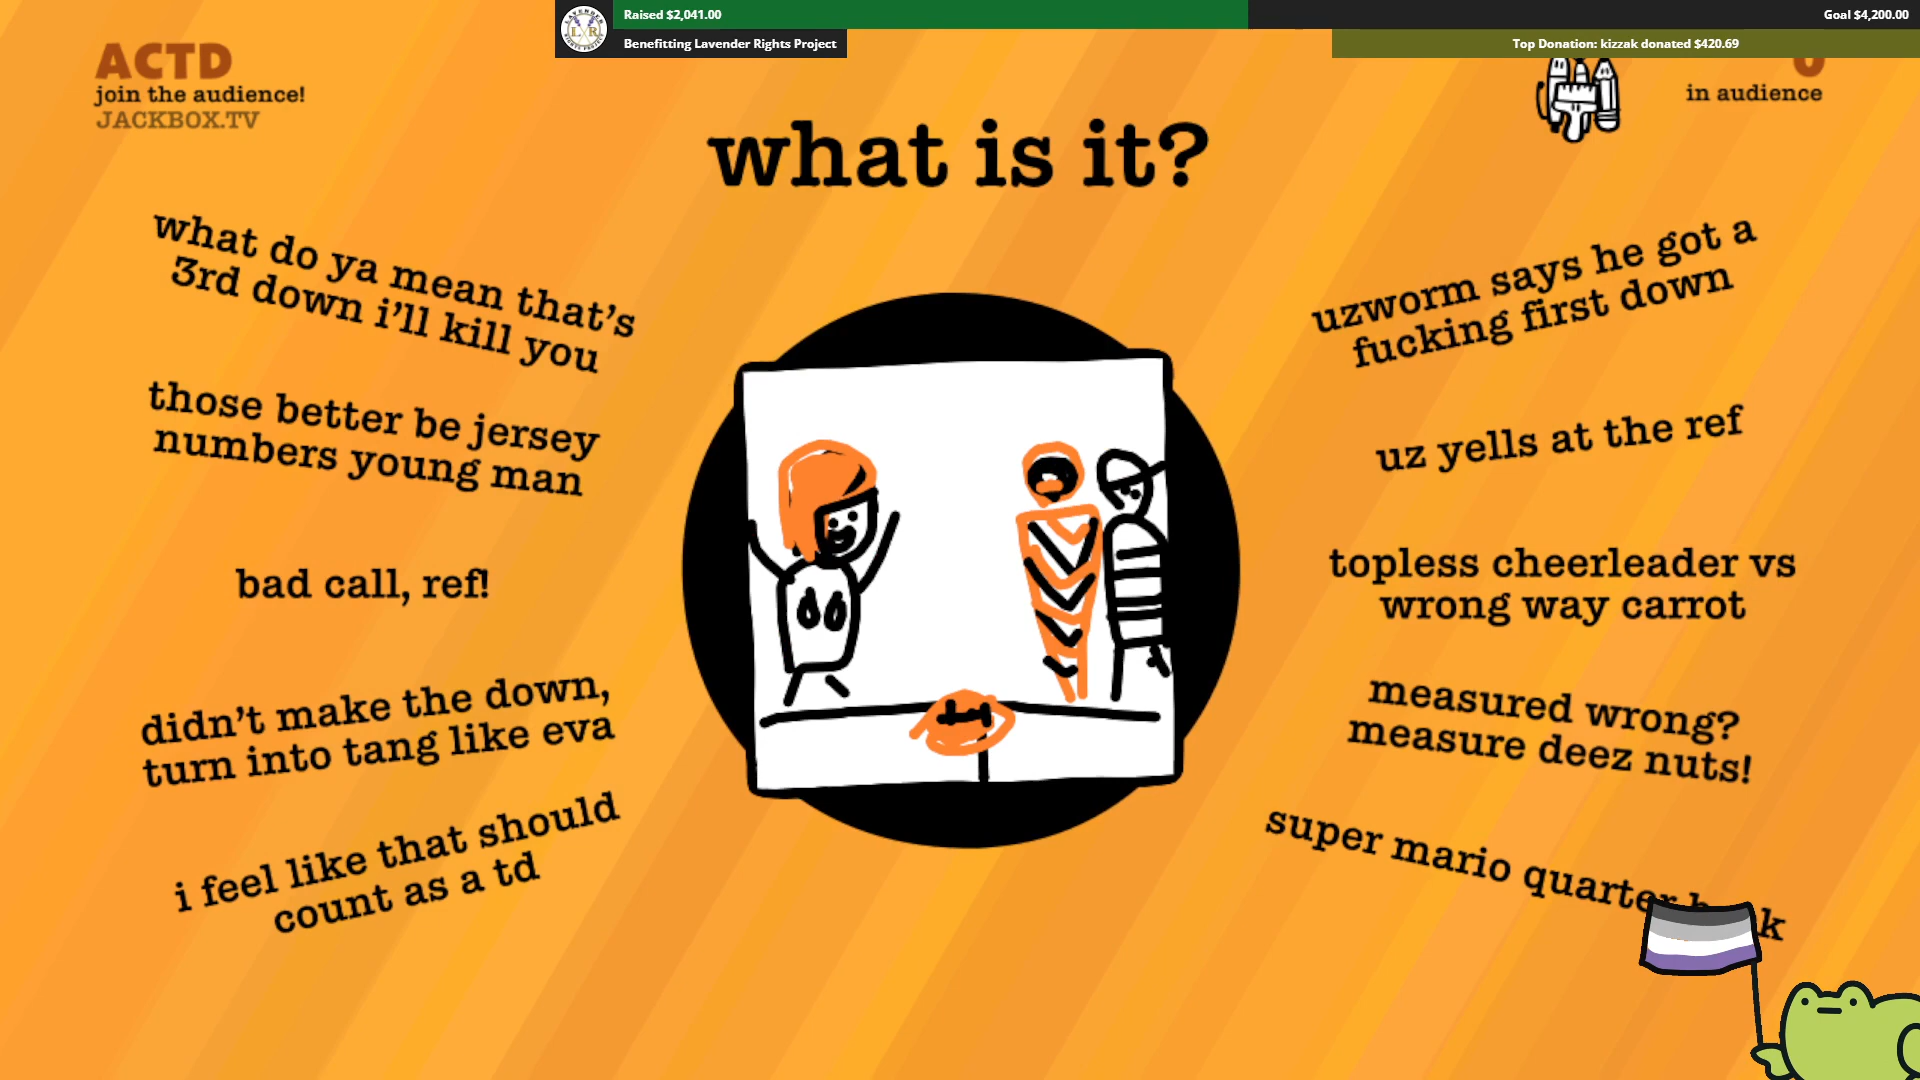 Raised $2,041.00
Goal $4,200.00
Benefitting Lavender Rights Project
Top Donation: kizzak donated $420.69
ACTD
join the audience!
JACKBOX.TV
in audience
what is it?
what do ya mean that's
3rd down i'll kill you
those better be jersey
numbers young man
bad call, ref!
didn't make the down,
turn into tang like eva
i feel like that should
count as a td
uzworm says he got a
fucking first down
uz yells at the ref
topless cheerleader vs
wrong way carrot
measured wrong?
measure deez nuts!
super mario